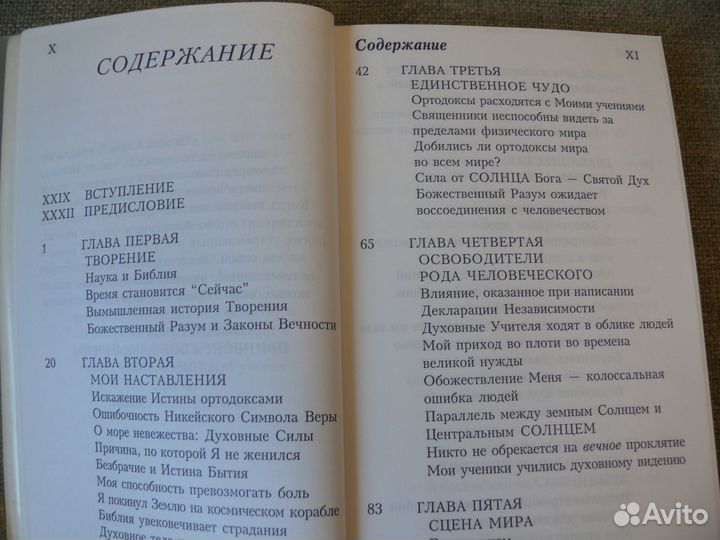 X
СОДЕРЖАНИЕ
XXIX ВСТУПЛЕНИЕ
XXXII ПРЕДИСЛОВИЕ
1 ГЛАВА ПЕРВАЯ
ТВОРЕНИЕ
Наука и Библия
Время становится “Сейчас”
Вымышленная история Творения
Божественный Разум и Законы Вечности
20 ГЛАВА ВТОРАЯ
МОИ НАСТАВЛЕНИЯ
Искажение Истины ортодоксами
Ошибочность Никейского Символа Веры
О море невежества: Духовные Силы
Причина, по которой Я не женился
Безбрачие и Истина Бытия
Моя способность превозмогать боль
Я покинул Землю на космическом корабле
Библия увековечивает страдания
Духовное
Содержание
XI
42 ГЛАВА ТРЕТЬЯ
ЕДИНСТВЕННОЕ ЧУДО
Ортодоксы расходятся с Моими учениями
Священники неспособны видеть за
пределами физического мира
Добились ли ортодоксы мира
во всем мире?
Сила от СОЛНЦА Бога — Святой Дух
Божественный Разум ожидает
воссоединения с человечеством
65 ГЛАВА ЧЕТВЕРТАЯ
ОСВОБОДИТЕЛИ
РОДА ЧЕЛОВЕЧЕСКОГО
Влияние, оказанное при написании
Декларации Независимости
Духовные Учителя ходят в облике людей
Мой приход во плоти во времена
великой нужды
Обожествление Меня — колоссальная
ошибка людей
Параллель между земным Солнцем и
Центральным СОЛНЦЕМ
Никто не обрекается на вечное проклятие
Мои ученики учились духовному видению
83 ГЛАВА ПЯТАЯ
СЦЕНА МИРА
Avito